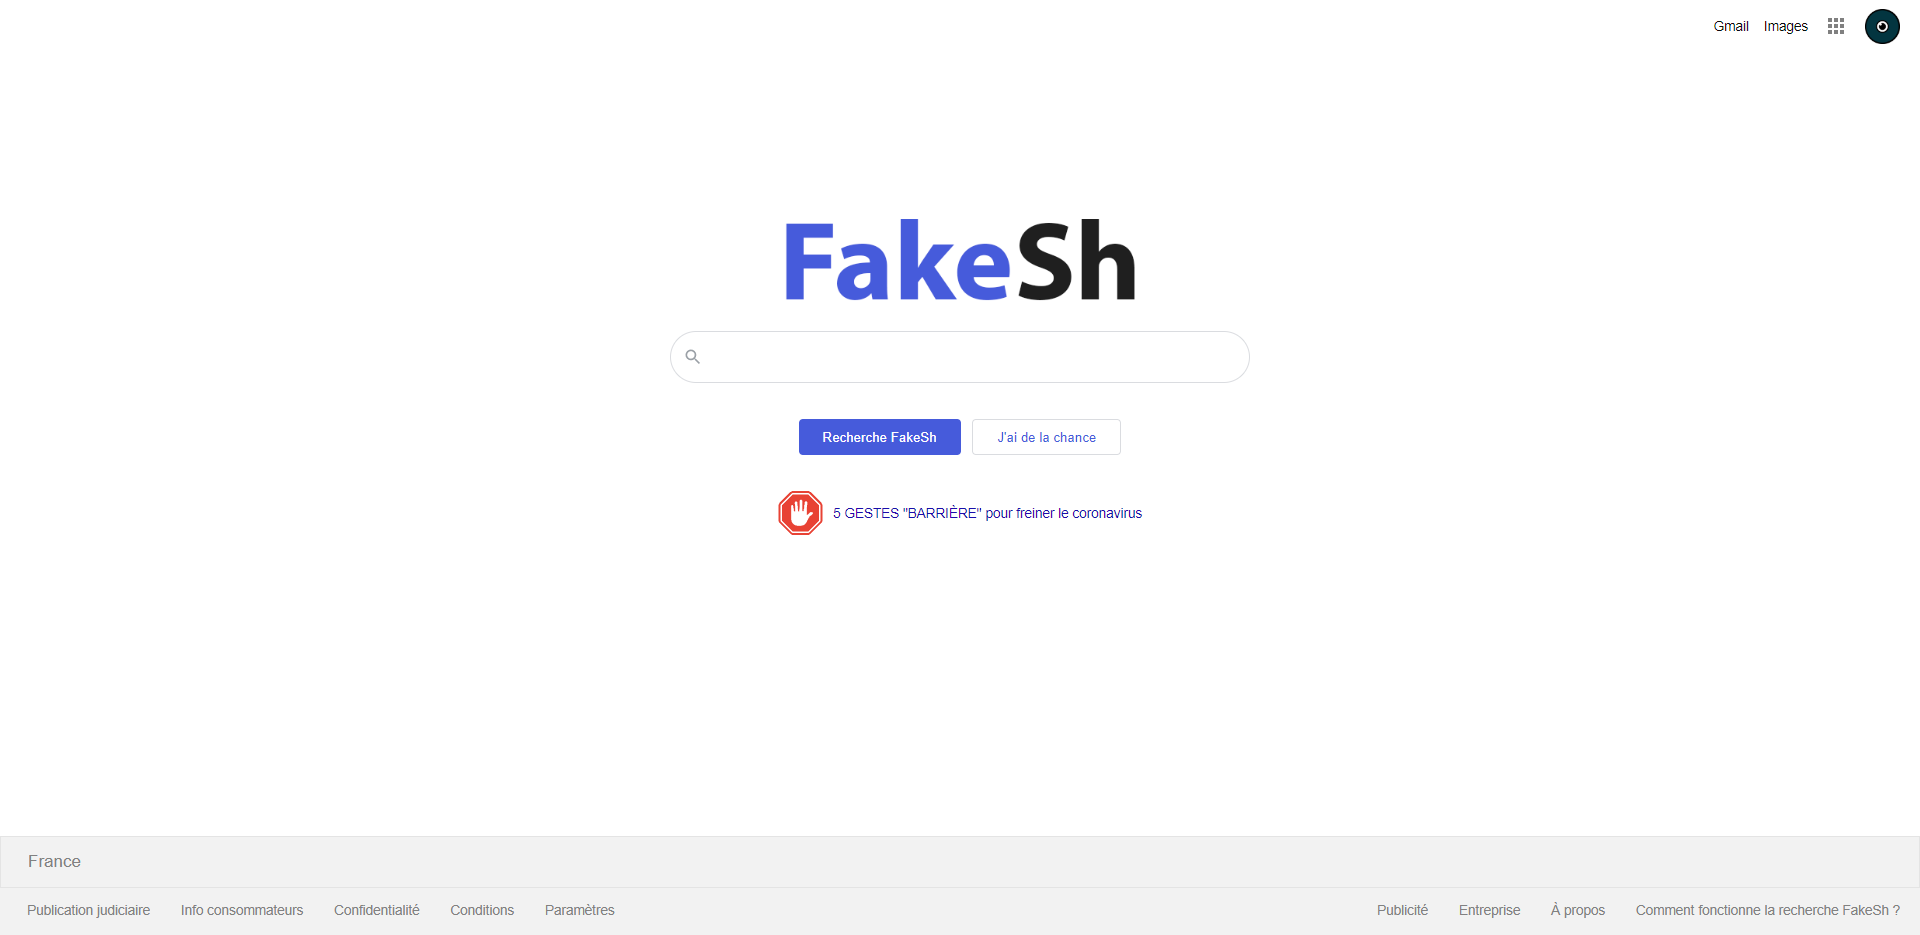 Gmail Images
FakeSh
Recherche FakeSh J'ai de la chance
5 GESTES "BARRIÈRE" pour freiner le coronavirus
France
Publication judiciaire Info consommateurs Confidentialité Conditions Paramètres Publicité Entreprise À propos Comment fonctionne la recherche FakeSh ?